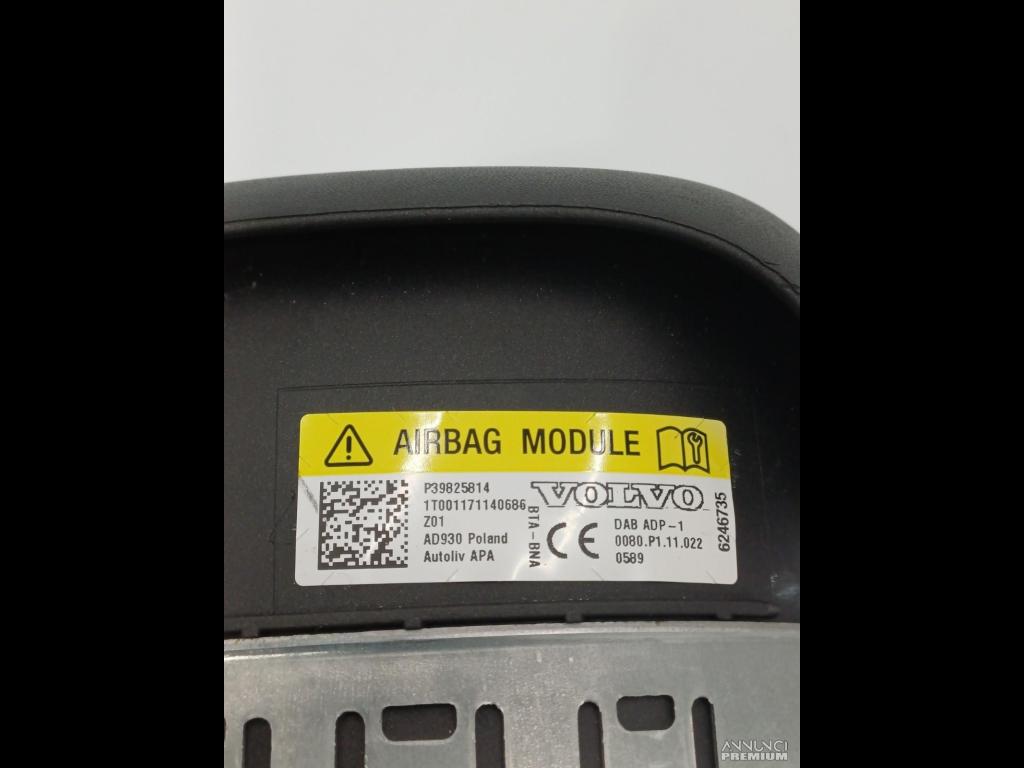 AIRBAG MODULE
P39825814
1T001171140686
Z01
AD930 Poland
Autoliv APA
BTA-BNA
VOLVO
CE
DAB ADP-1
0080.P1.11.022
0589
6246735
ANNUNCI
PREMIUM